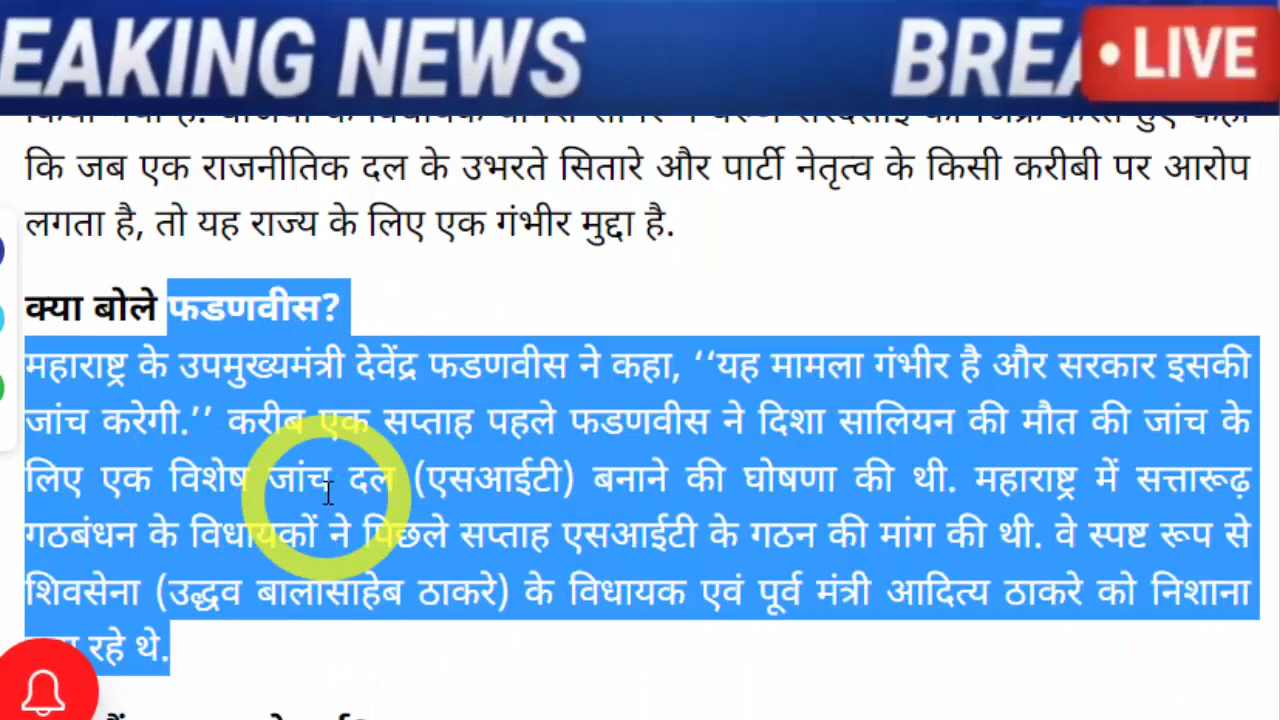 EAKING NEWS BREA
• LIVE
कि जब एक राजनीतिक दल के उभरते सितारे और पार्टी नेतृत्व के किसी करीबी पर आरोप
लगता है, तो यह राज्य के लिए एक गंभीर मुद्दा है.
क्या बोले फडणवीस?
महाराष्ट्र के उपमुख्यमंत्री देवेंद्र फडणवीस ने कहा, ‘‘यह मामला गंभीर है और सरकार इसकी
जांच करेगी.’’ करीब एक सप्ताह पहले फडणवीस ने दिशा सालियन की मौत की जांच के
लिए एक विशेष जांच दल (एसआईटी) बनाने की घोषणा की थी. महाराष्ट्र में सत्तारूढ़
गठबंधन के विधायकों ने पिछले सप्ताह एसआईटी के गठन की मांग की थी. वे स्पष्ट रूप से
शिवसेना (उद्धव बालासाहेब ठाकरे) के विधायक एवं पूर्व मंत्री आदित्य ठाकरे को निशाना
रहे थे.